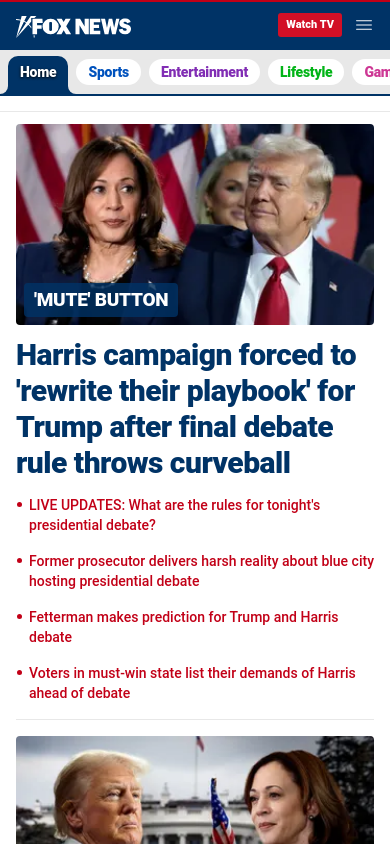 FOX NEWS
Watch TV
Home
Sports
Entertainment
Lifestyle
Gam
'MUTE' BUTTON
Harris campaign forced to
'rewrite their playbook' for
Trump after final debate
rule throws curveball
• LIVE UPDATES: What are the rules for tonight's
presidential debate?
• Former prosecutor delivers harsh reality about blue city
hosting presidential debate
• Fetterman makes prediction for Trump and Harris
debate
• Voters in must-win state list their demands of Harris
ahead of debate